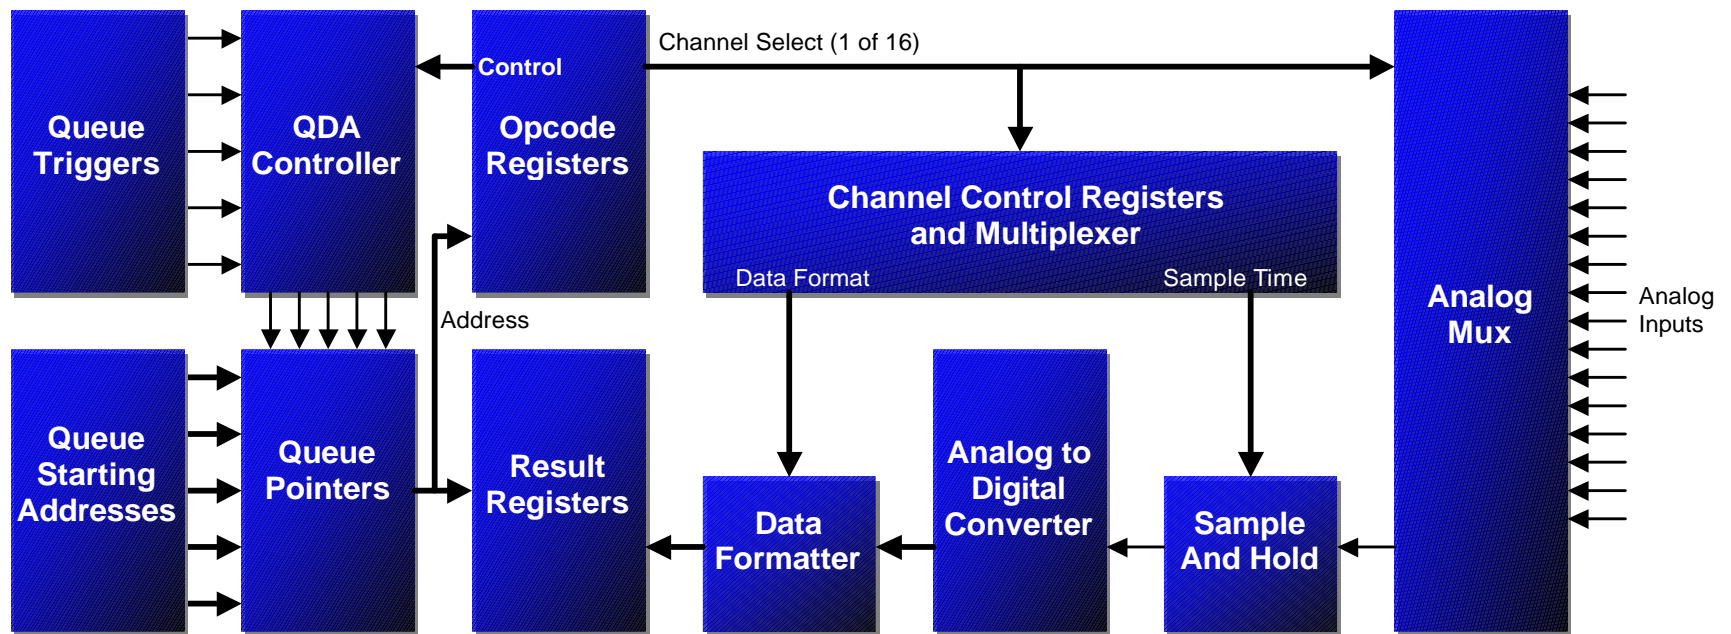 Channel Select (1 of 16)
Control
Queue
Triggers
QDA
Controller
Opcode
Registers
Channel Control Registers
and Multiplexer
Data Format
Sample Time
Analog
Mux
Analog
Inputs
Address
Queue
Starting
Addresses
Queue
Pointers
Result
Registers
Data
Formatter
Analog to
Digital
Converter
Sample
And Hold